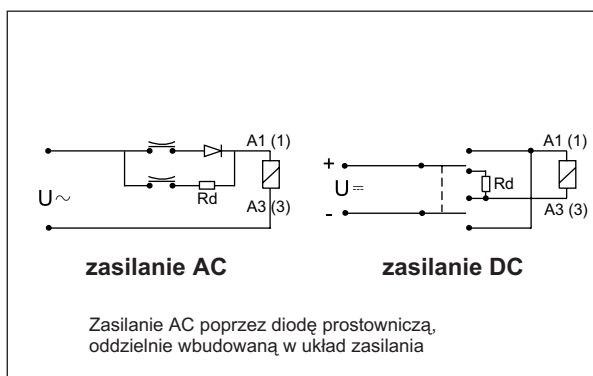 A1 (1)
Rd
U~
A3 (3)
zasilanie AC
A1 (1)
+
U=
Rd
-
A3 (3)
zasilanie DC
Zasilanie AC poprzez diodę prostowniczą,
oddzielnie wbudowaną w układ zasilania